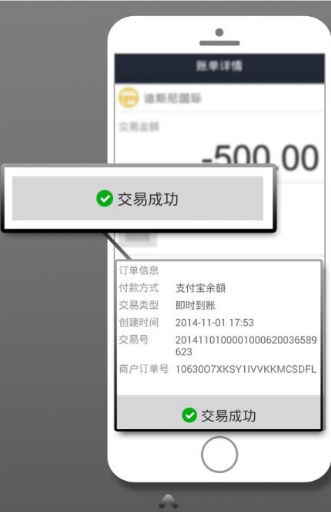 账单详情
迪斯尼国际
交易金额
-500.00
交易成功
订单信息
付款方式 支付宝余额
交易类型 即时到账
创建时间 2014-11-01 17:53
交易号 2014110100001000620036589
623
商户订单号 1063007XKSY1IVVKKMCSDFL
交易成功